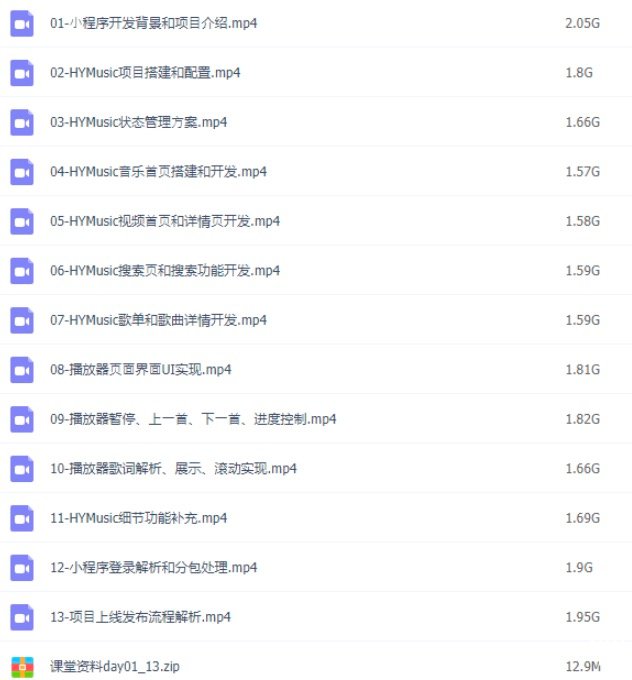 01-小程序开发背景和项目介绍.mp4 2.05G
02-HYMusic项目搭建和配置.mp4 1.8G
03-HYMusic状态管理方案.mp4 1.66G
04-HYMusic音乐首页搭建和开发.mp4 1.57G
05-HYMusic视频首页和详情页开发.mp4 1.58G
06-HYMusic搜索页和搜索功能开发.mp4 1.59G
07-HYMusic歌单和歌曲详情开发.mp4 1.59G
08-播放器页面界面UI实现.mp4 1.81G
09-播放器暂停、上一首、下一首、进度控制.mp4 1.82G
10-播放器歌词解析、展示、滚动实现.mp4 1.66G
11-HYMusic细节功能补充.mp4 1.69G
12-小程序登录解析和分包处理.mp4 1.9G
13-项目上线发布流程解析.mp4 1.95G
课堂资料day01_13.zip 12.9M